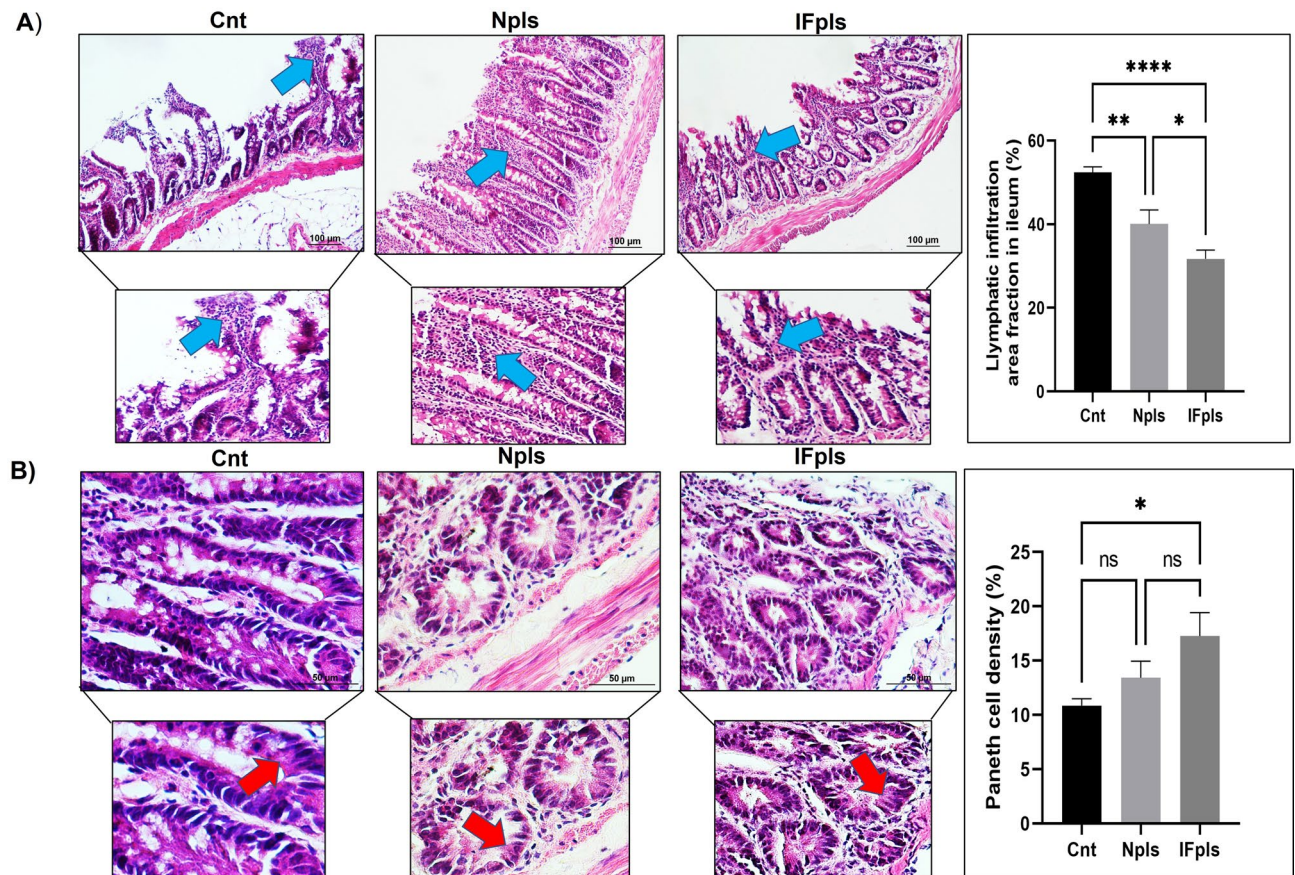 A)
Cnt
Npls
IFpls
100 µm
100 µm
100 µm
Llymphatic infiltration
area fraction in ileum (%)
****
** *
60
40
20
0
Cnt Npls IFpls
B)
Cnt
Npls
IFpls
50 µm
50 µm
50 µm
Paneth cell density (%)
*
ns ns
25
20
15
10
5
0
Cnt Npls IFpls